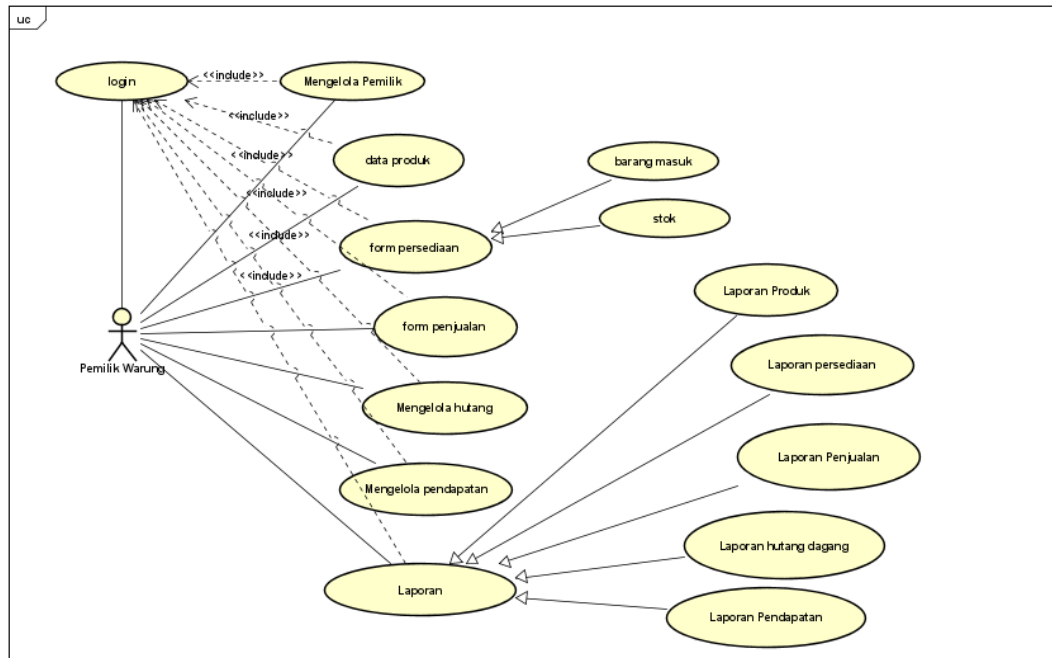 uc
login
<<include>>
Mengelola Pemilik
<<include>>
data produk
barang masuk
<<include>>
stok
<<include>>
form persediaan
<<include>>
<<include>>
Laporan Produk
form penjualan
Pemilik Warung
Laporan persediaan
Mengelola hutang
Laporan Penjualan
Mengelola pendapatan
Laporan hutang dagang
Laporan
Laporan Pendapatan